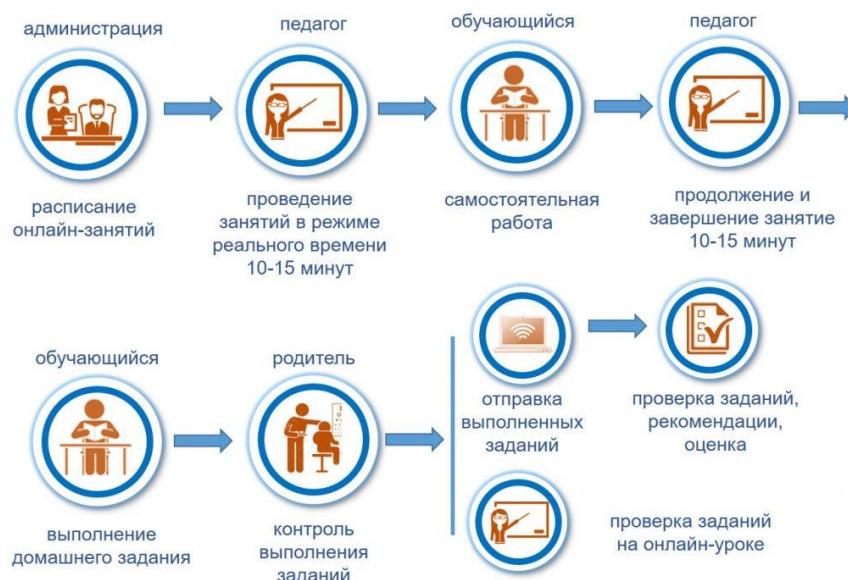 администрация
педагог
обучающийся
педагог
расписание
онлайн-занятий
проведение
занятий в режиме
реального времени
10-15 минут
самостоятельная
работа
продолжение и
завершение занятие
10-15 минут
обучающийся
родитель
выполнение
домашнего задания
контроль
выполнения
заданий
отправка
выполненных
заданий
проверка заданий,
рекомендации,
оценка
проверка заданий
на онлайн-уроке